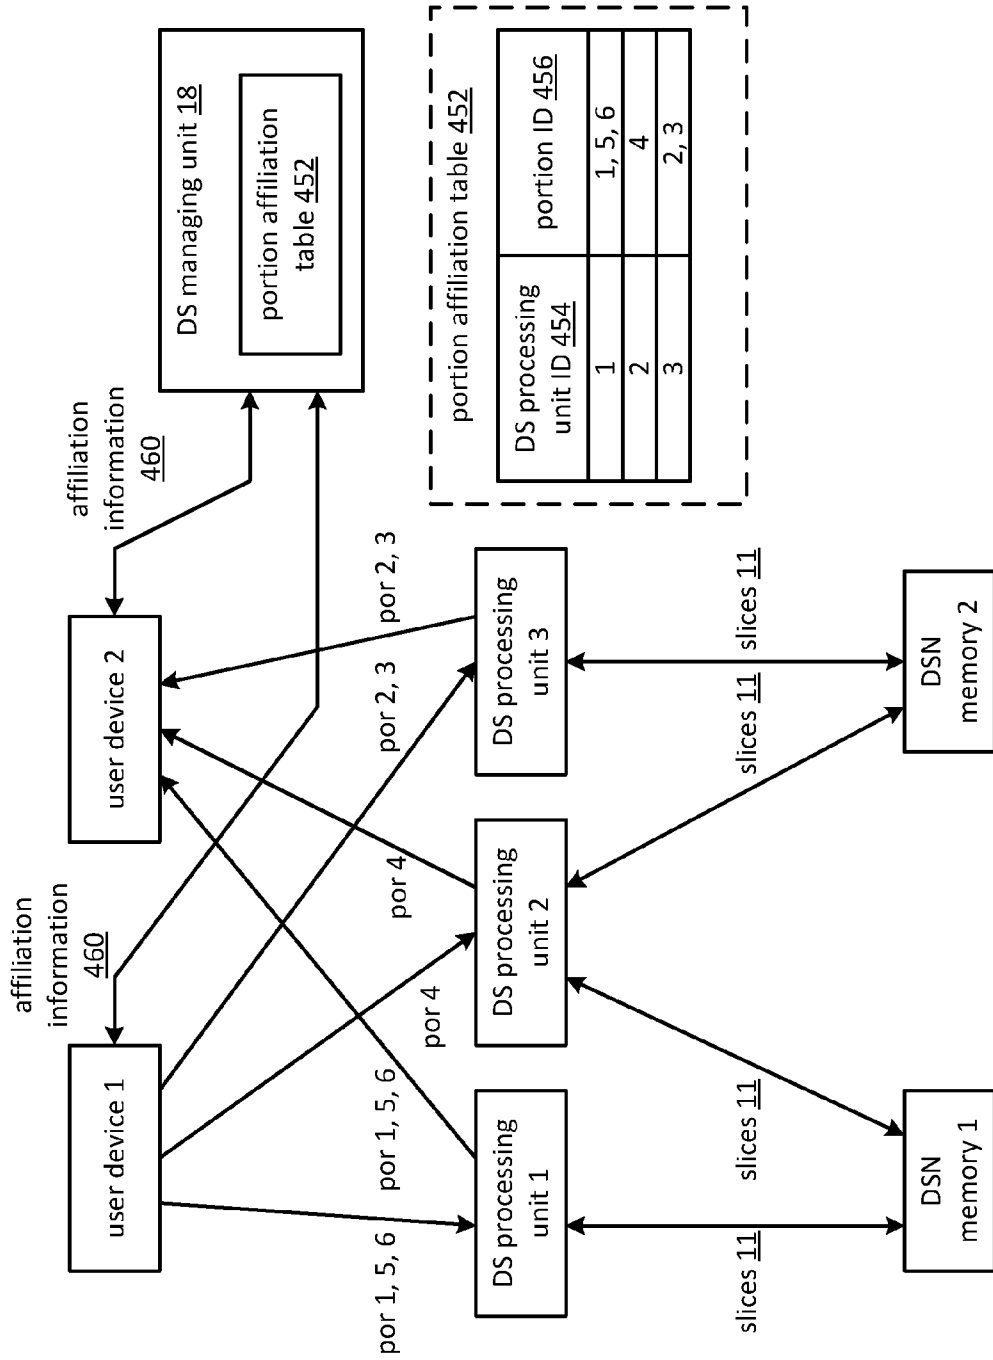 affiliation
information
460
affiliation
information
460
user device 1
user device 2
DS managing unit 18
portion affiliation
table 452
por 1, 5, 6
por 1, 5, 6
por 4
por 4
por 2, 3
por 2, 3
DS processing
unit 1
DS processing
unit 2
DS processing
unit 3
portion affiliation table 452
DS processing
unit ID 454
portion ID 456
1
1, 5, 6
2
4
3
2, 3
slices 11
slices 11
slices 11
slices 11
DSN
memory 1
DSN
memory 2